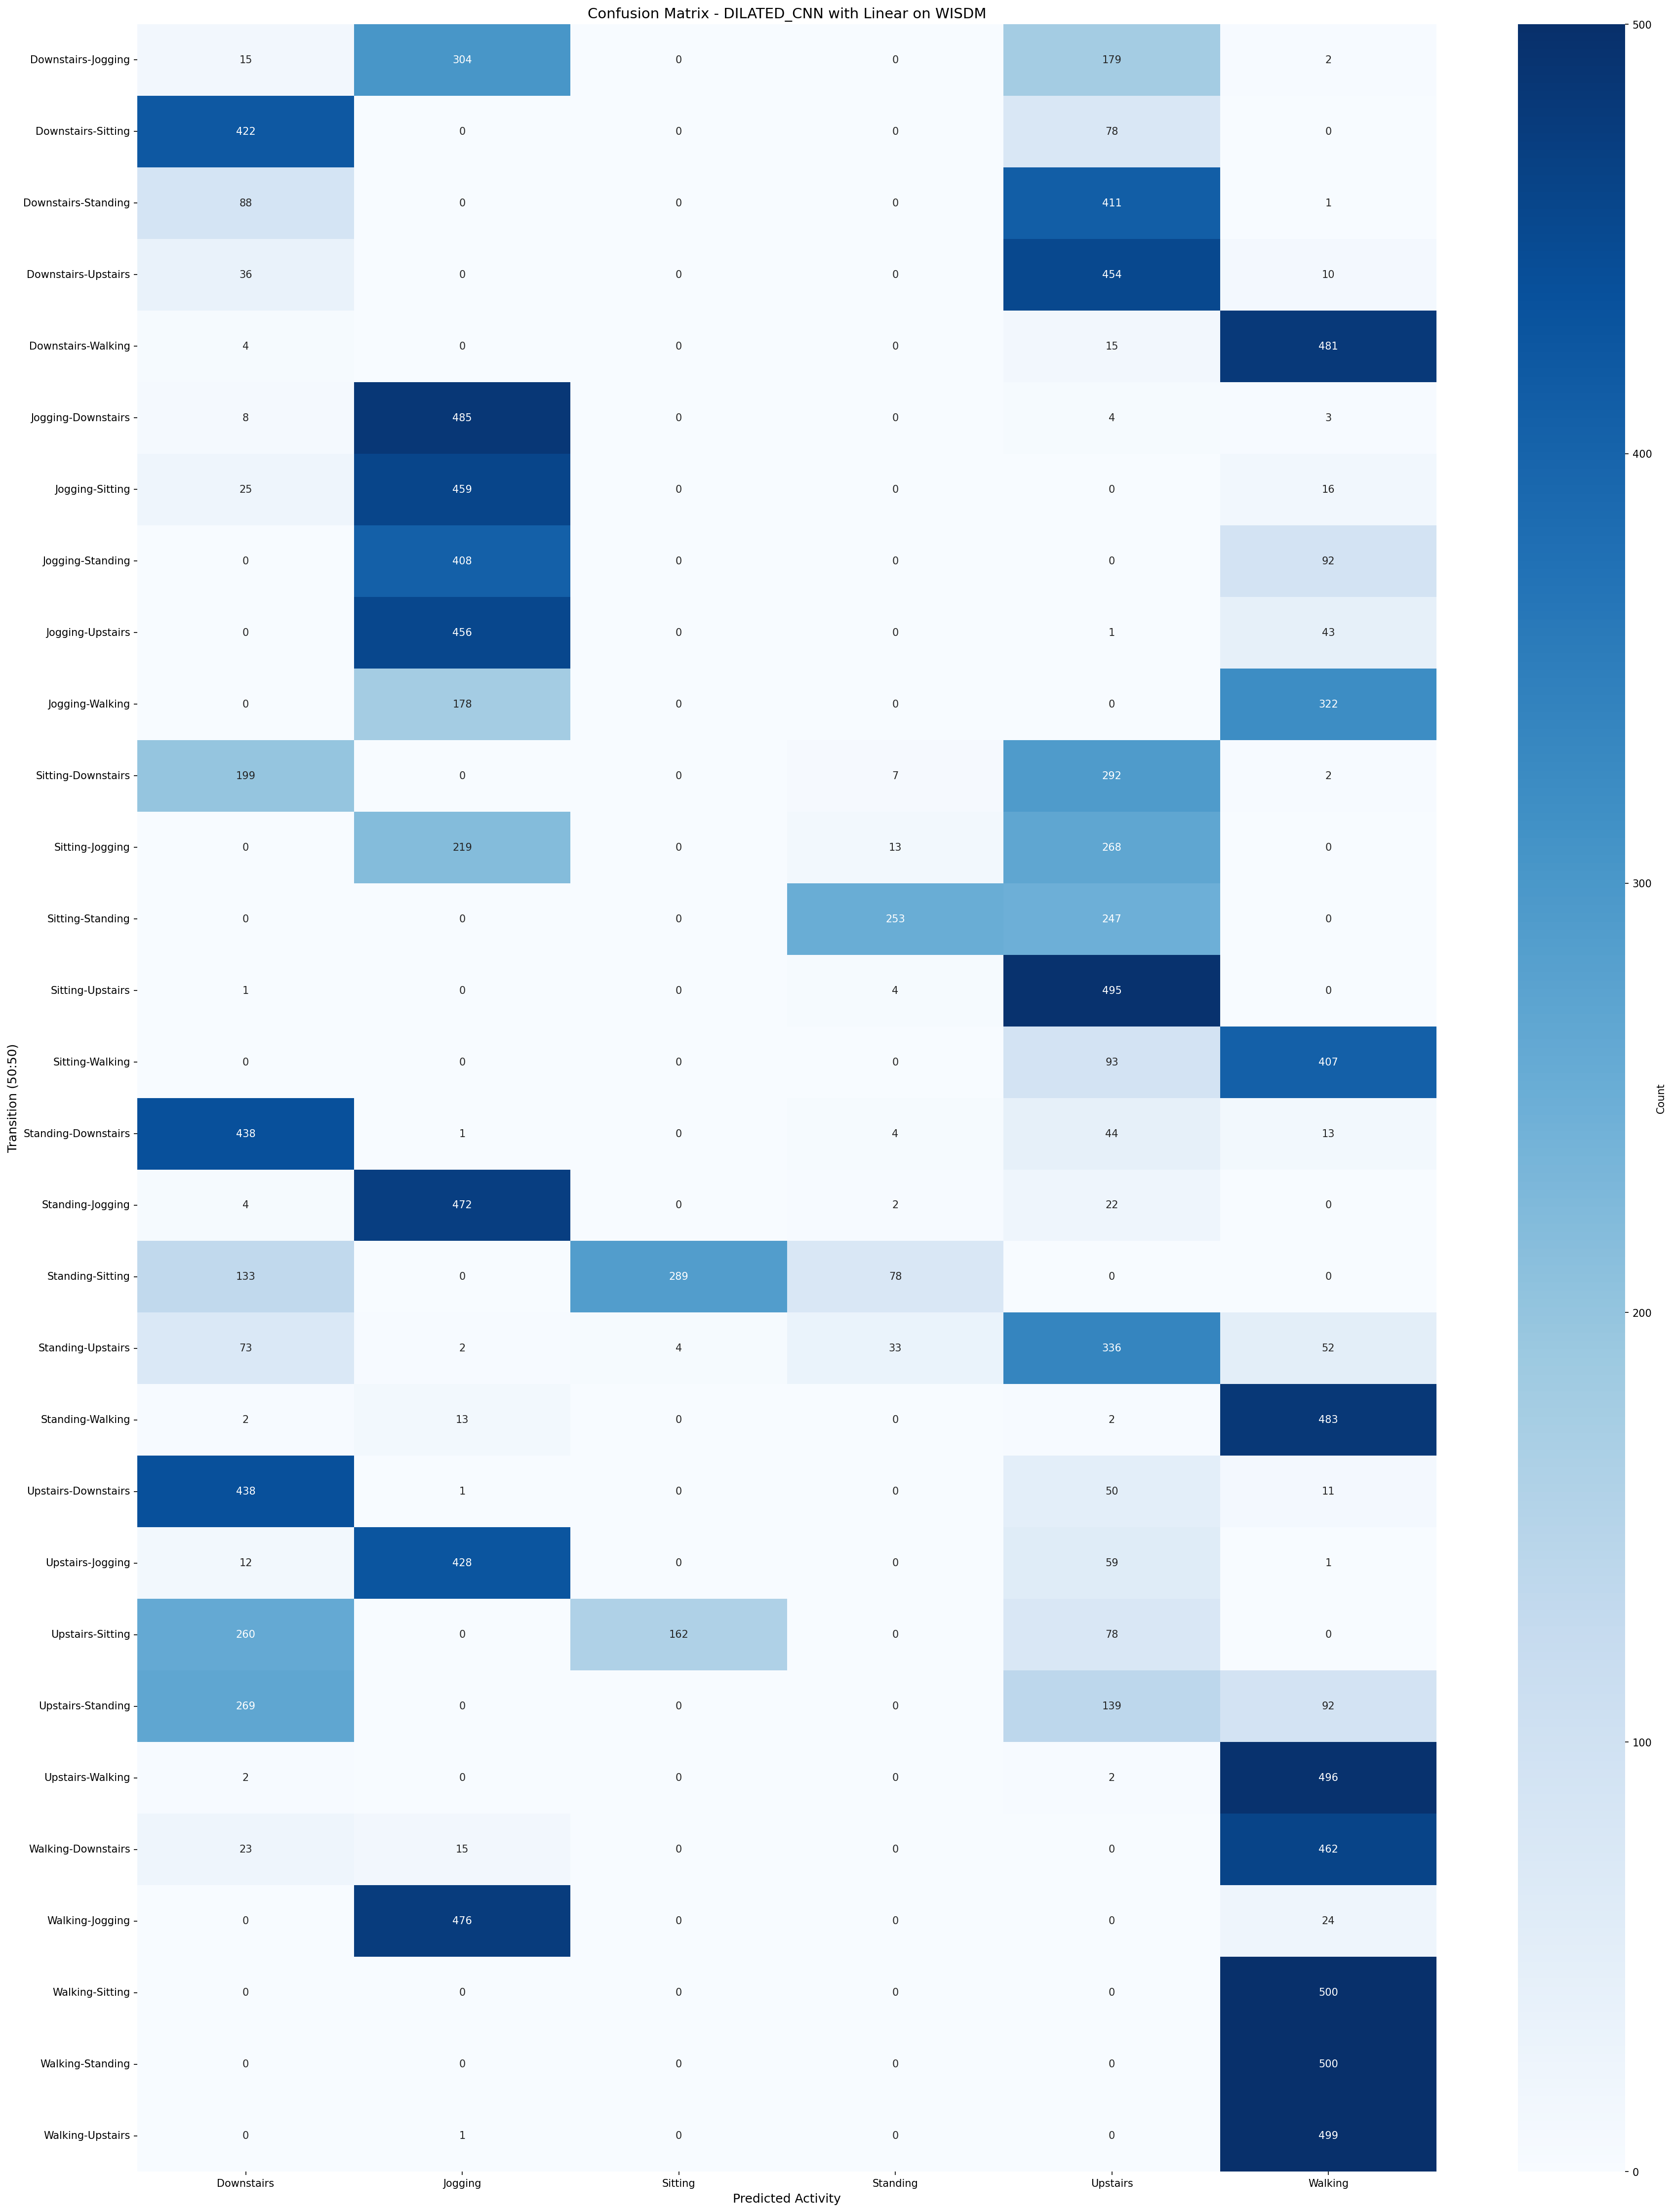 Confusion Matrix - DILATED_CNN with Linear on WISDM
Downstairs-Jogging 15 304 0 0 179 2
Downstairs-Sitting 422 0 0 0 78 0
Downstairs-Standing 88 0 0 0 411 1
Downstairs-Upstairs 36 0 0 0 454 10
Downstairs-Walking 4 0 0 0 15 481
Jogging-Downstairs 8 485 0 0 4 3
Jogging-Sitting 25 459 0 0 0 16
Jogging-Standing 0 408 0 0 0 92
Jogging-Upstairs 0 456 0 0 1 43
Jogging-Walking 0 178 0 0 0 322
Sitting-Downstairs 199 0 0 7 292 2
Sitting-Jogging 0 219 0 13 268 0
Sitting-Standing 0 0 0 253 247 0
Sitting-Upstairs 1 0 0 4 495 0
Sitting-Walking 0 0 0 0 93 407
Standing-Downstairs 438 1 0 4 44 13
Standing-Jogging 4 472 0 2 22 0
Standing-Sitting 133 0 289 78 0 0
Standing-Upstairs 73 2 4 33 336 52
Standing-Walking 2 13 0 0 2 483
Upstairs-Downstairs 438 1 0 0 50 11
Upstairs-Jogging 12 428 0 0 59 1
Upstairs-Sitting 260 0 162 0 78 0
Upstairs-Standing 269 0 0 0 139 92
Upstairs-Walking 2 0 0 0 2 496
Walking-Downstairs 23 15 0 0 0 462
Walking-Jogging 0 476 0 0 0 24
Walking-Sitting 0 0 0 0 0 500
Walking-Standing 0 0 0 0 0 500
Walking-Upstairs 0 1 0 0 0 499
Downstairs Jogging Sitting Standing Upstairs Walking
Predicted Activity
Transition (50:50)
500
400
300
200
100
0
Count